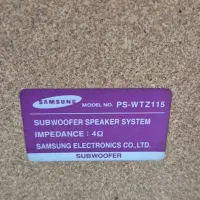 SAMSUNG MODEL NO. PS-WTZ115
SUBWOOFER SPEAKER SYSTEM
IMPEDANCE : 4Ω
SAMSUNG ELECTRONICS CO.,LTD.
SUBWOOFER